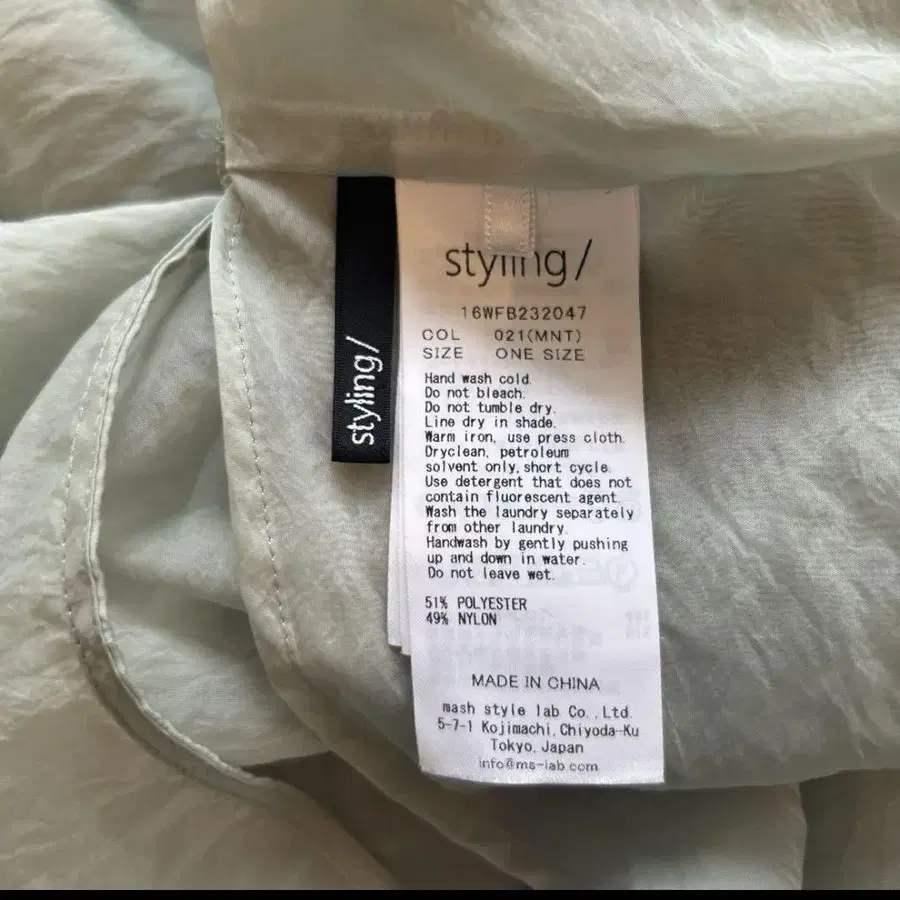 styling/
styling/
16WFB232047
COL 021(MNT)
SIZE ONE SIZE
Hand wash cold.
Do not bleach.
Do not tumble dry.
Line dry in shade.
Warm iron, use press cloth.
Dryclean, petroleum
solvent only, short cycle.
Use detergent that does not
contain fluorescent agent.
Wash the laundry separately
from other laundry.
Handwash by gently pushing
up and down in water.
Do not leave wet.
51% POLYESTER
49% NYLON
MADE IN CHINA
mash style lab Co.,Ltd.
5-7-1 Kojimachi,Chiyoda-Ku
Tokyo,Japan
info@ms-lab.com